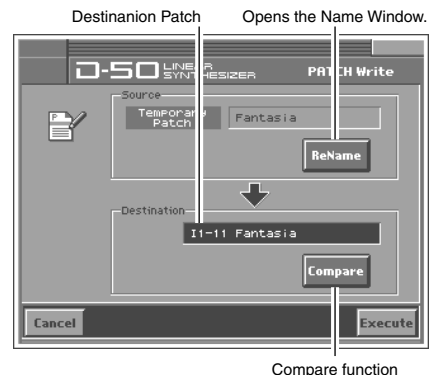 Destinanion Patch
Opens the Name Window.
D-50 LINEAR SYNTHESIZER
PATCH Write
Source
Temporary Patch
Fantasia
ReName
Destination
I1-11 Fantasia
Compare
Cancel
Execute
Compare function